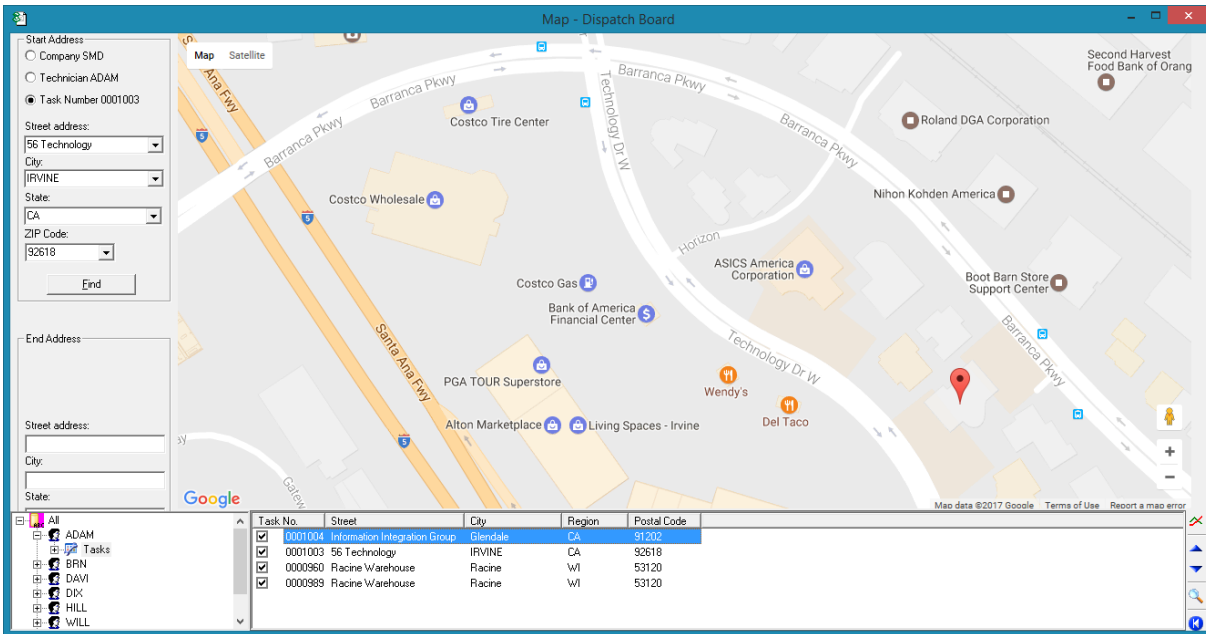 Map - Dispatch Board
Start Address
Company SMD
Technician ADAM
Task Number 0001003
Street address:
56 Technology
City:
IRVINE
State:
CA
ZIP Code:
92618
Find
End Address
Street address:
City:
State:
Map Satellite
Ana Fwy
5
Barranca Pkwy
Barranca Pkwy
Barranca Pkwy
Barranca Pkwy
Barranca Pkwy
Technology Dr W
Second Harvest
Food Bank of Orang
Costco Tire Center
Roland DGA Corporation
Costco Wholesale
Nihon Kohden America
5
Horizon
ASICS America
Corporation
Costco Gas
Boot Barn Store
Support Center
Bank of America
Financial Center
$
Santa Ana Fwy
Technology Dr W
PGA TOUR Superstore
Wendy's
Del Taco
Alton Marketplace
Living Spaces - Irvine
5
Gatew
Google
Map data ©2017 Google Terms of Use Report a map error
All
ADAM
Tasks
BRN
DAVI
DIX
HILL
WILL
Task No. Street City Region Postal Code
0001004 Information Integration Group Glendale CA 91202
0001003 56 Technology IRVINE CA 92618
0000960 Racine Warehouse Racine WI 53120
0000989 Racine Warehouse Racine WI 53120